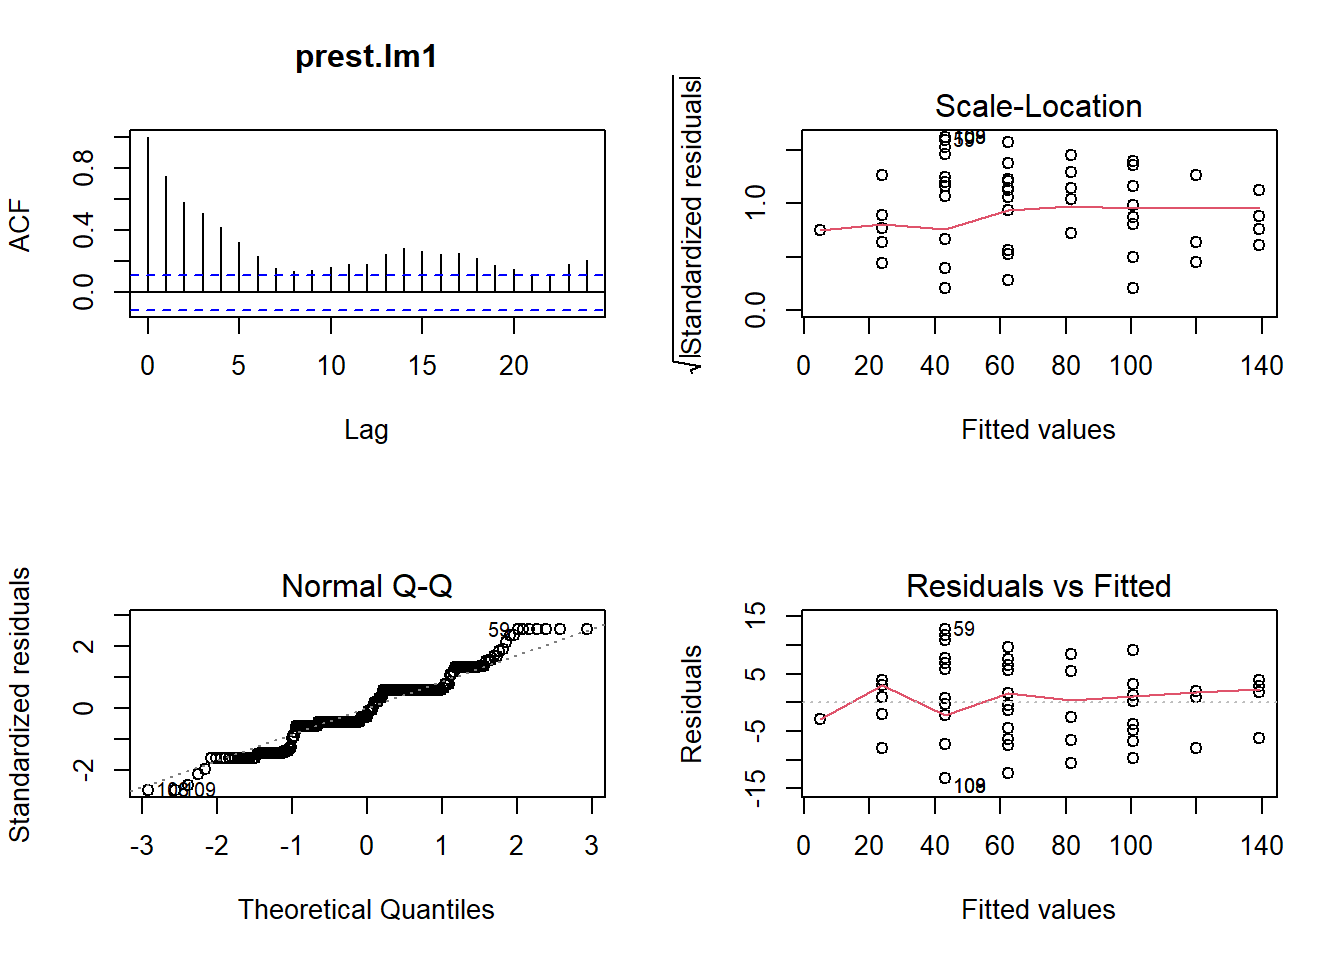 prest.lm1
ACF
0.0 0.4 0.8
0 5 10 15 20
Lag
Scale-Location
√|Standardized residuals|
0.0 1.0
59
0 20 40 60 80 100 140
Fitted values
Normal Q-Q
Standardized residuals
-2 0 2
59
109
-3 -2 -1 0 1 2 3
Theoretical Quantiles
Residuals vs Fitted
Residuals
-15 -5 5 15
59
0 20 40 60 80 100 140
Fitted values